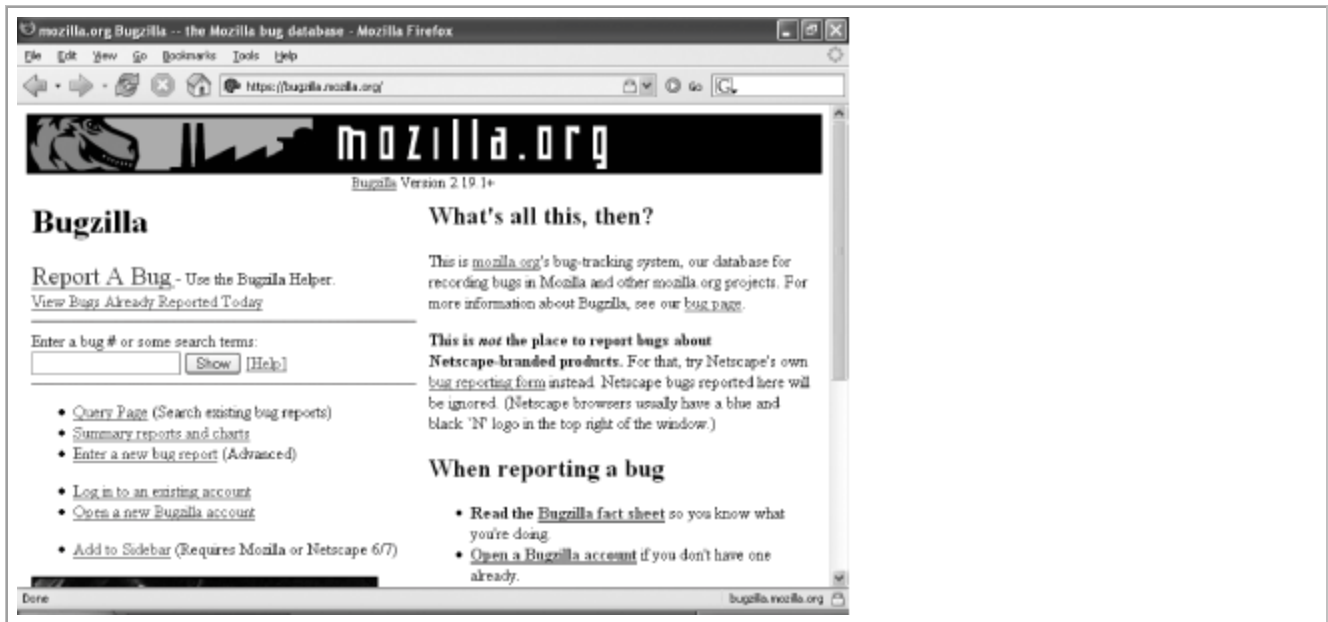 mozilla.org Bugzilla -- the Mozilla bug database - Mozilla Firefox
File Edit View Go Bookmarks Tools Help
https://bugzilla.mozilla.org/ Go G
mozilla.org
Bugzilla Version 2.19.1+
Bugzilla
Report A Bug - Use the Bugzilla Helper.
View Bugs Already Reported Today
Enter a bug # or some search terms:
Show [Help]
• Query Page (Search existing bug reports)
• Summary reports and charts
• Enter a new bug report (Advanced)
• Log in to an existing account
• Open a new Bugzilla account
• Add to Sidebar (Requires Mozilla or Netscape 6/7)
What's all this, then?
This is mozilla.org's bug-tracking system, our database for
recording bugs in Mozilla and other mozilla.org projects. For
more information about Bugzilla, see our bug page.
This is not the place to report bugs about
Netscape-branded products. For that, try Netscape's own
bug reporting form instead. Netscape bugs reported here will
be ignored. (Netscape browsers usually have a blue and
black "N" logo in the top right of the window.)
When reporting a bug
• Read the Bugzilla fact sheet so you know what
you're doing.
• Open a Bugzilla account if you don't have one
already.
Done bugzilla.mozilla.org